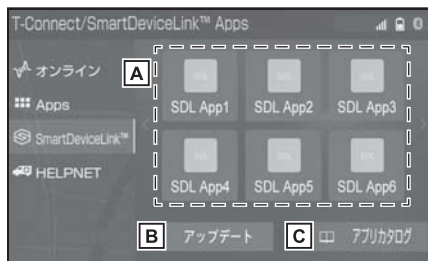 T-Connect/SmartDeviceLink™ Apps
オンライン
Apps
SmartDeviceLink™
HELPNET
A
SDL App1 SDL App2 SDL App3
SDL App4 SDL App5 SDL App6
B アップデート
C アプリカタログ